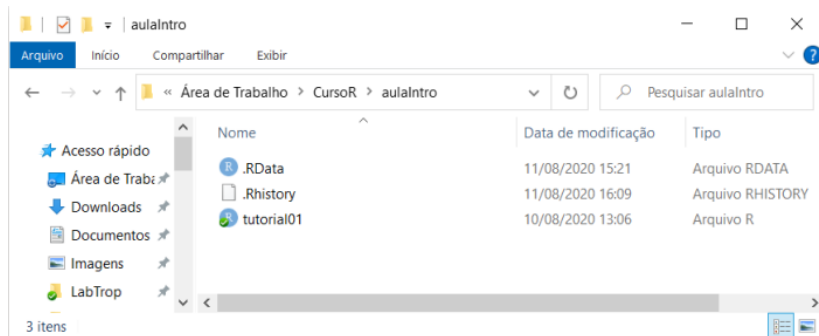 aulaIntro
Arquivo Início Compartilhar Exibir
« Área de Trabalho > CursoR > aulaIntro Pesquisar aulaIntro
Nome Data de modificação Tipo
Acesso rápido
Área de Traba
Downloads
Documentos
Imagens
LabTrop
.RData 11/08/2020 15:21 Arquivo RDATA
.Rhistory 11/08/2020 16:09 Arquivo RHISTORY
tutorial01 10/08/2020 13:06 Arquivo R
3 itens